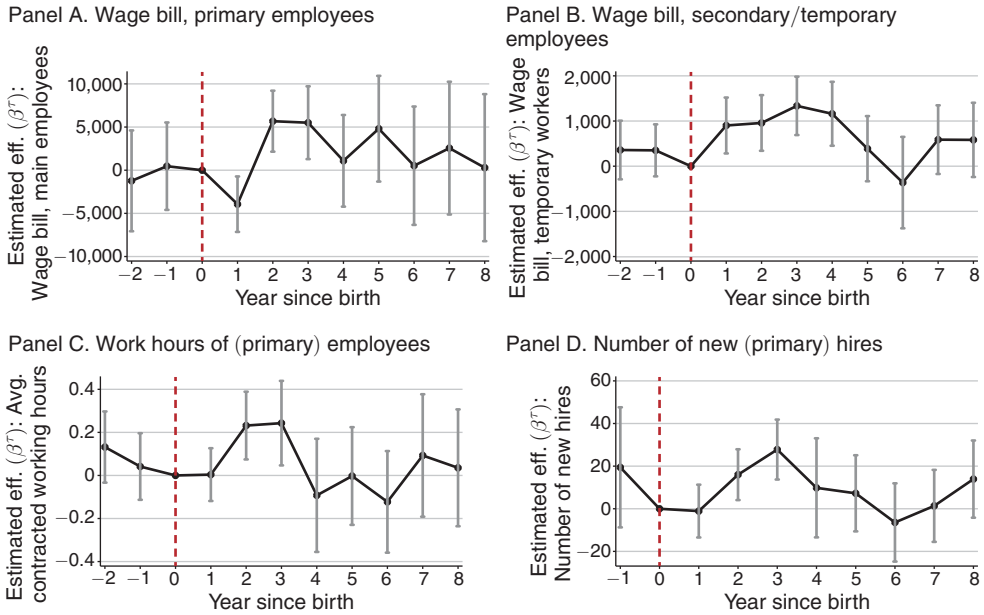 Panel A. Wage bill, primary employees
Estimated eff. (βᵀ):
Wage bill, main employees
10,000
5,000
0
−5,000
−10,000
−2 −1 0 1 2 3 4 5 6 7 8
Year since birth
Panel B. Wage bill, secondary/temporary
employees
Estimated eff. (βᵀ): Wage
bill, temporary workers
2,000
1,000
0
−1,000
−2,000
−2 −1 0 1 2 3 4 5 6 7 8
Year since birth
Panel C. Work hours of (primary) employees
Estimated eff. (βᵀ): Avg.
contracted working hours
0.4
0.2
0
−0.2
−0.4
−2 −1 0 1 2 3 4 5 6 7 8
Year since birth
Panel D. Number of new (primary) hires
Estimated eff. (βᵀ):
Number of new hires
60
40
20
0
−20
−1 0 1 2 3 4 5 6 7 8
Year since birth